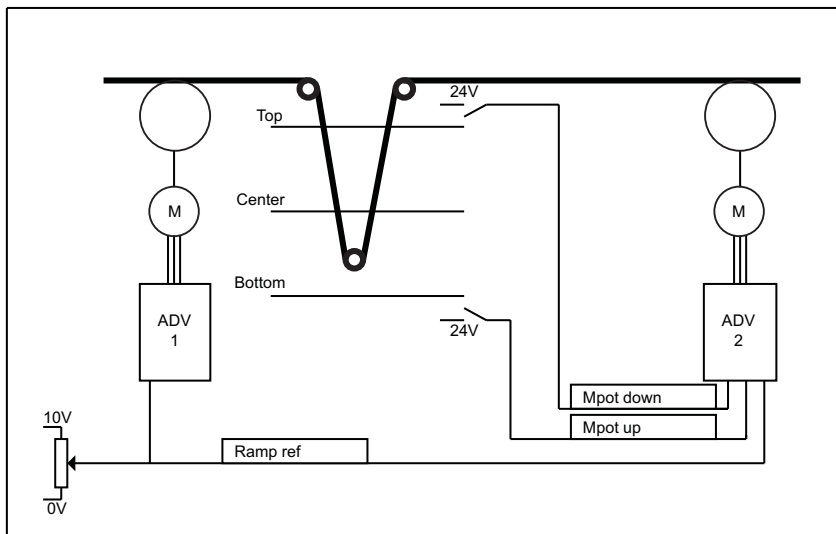 24V
Top
Center
M
M
Bottom
ADV
1
24V
ADV
2
Mpot down
10V
Mpot up
Ramp ref
0V